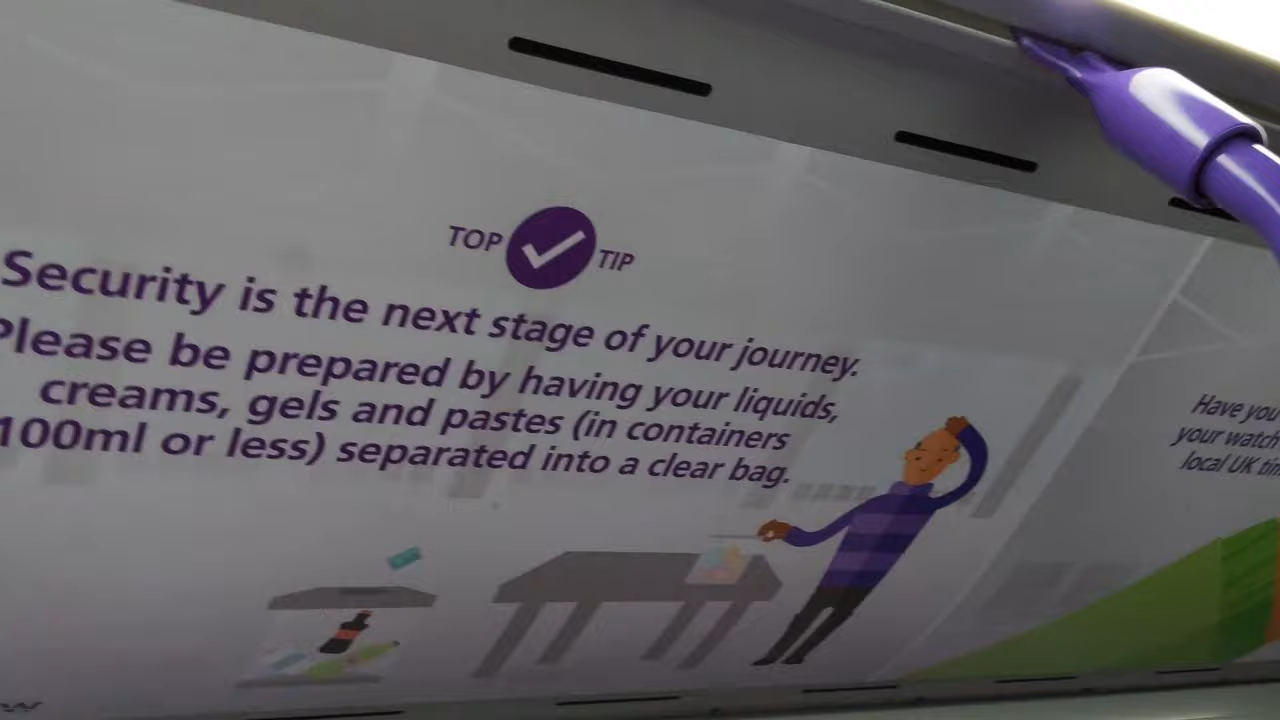 TOP TIP
Security is the next stage of your journey.
Please be prepared by having your liquids,
creams, gels and pastes (in containers
100ml or less) separated into a clear bag.
Have you
your watch
local UK